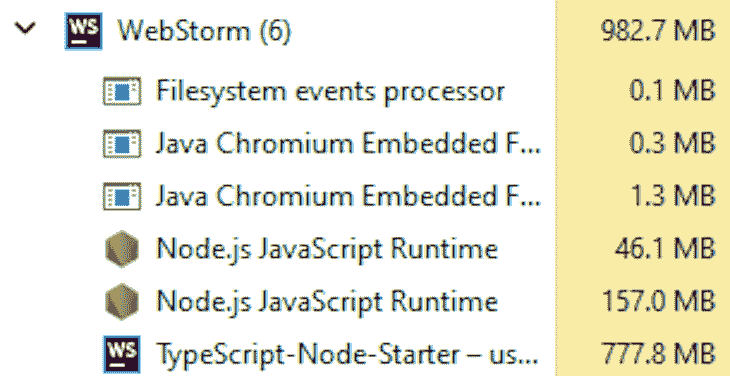 WS WebStorm (6) 982.7 MB
Filesystem events processor 0.1 MB
Java Chromium Embedded F... 0.3 MB
Java Chromium Embedded F... 1.3 MB
Node.js JavaScript Runtime 46.1 MB
Node.js JavaScript Runtime 157.0 MB
WS TypeScript-Node-Starter – us... 777.8 MB